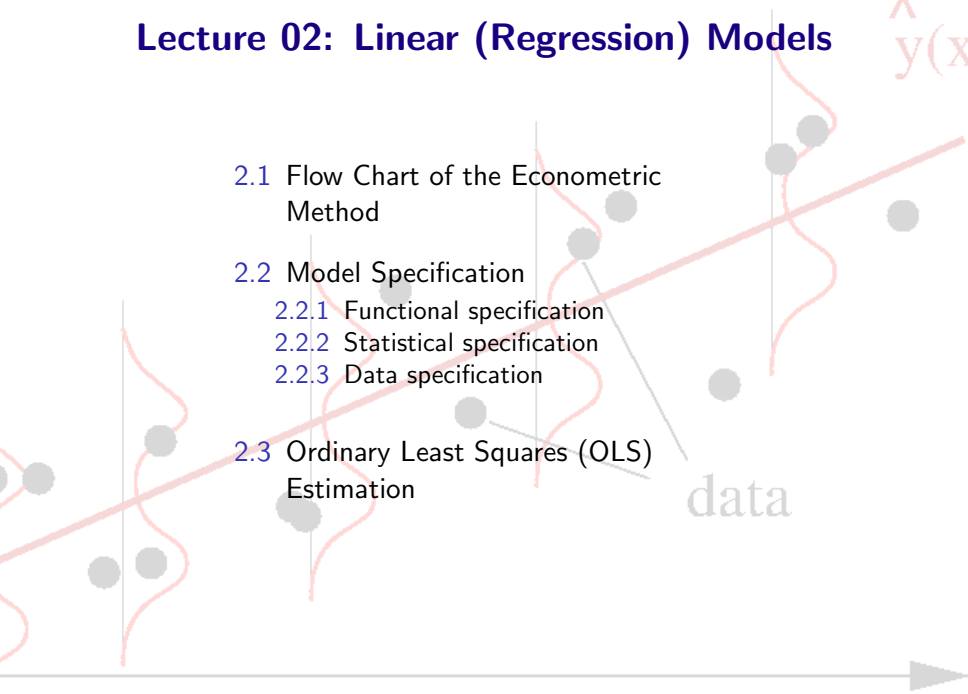 Lecture 02: Linear (Regression) Models
ŷ(x
2.1 Flow Chart of the Econometric
Method
2.2 Model Specification
2.2.1 Functional specification
2.2.2 Statistical specification
2.2.3 Data specification
2.3 Ordinary Least Squares (OLS)
Estimation
data